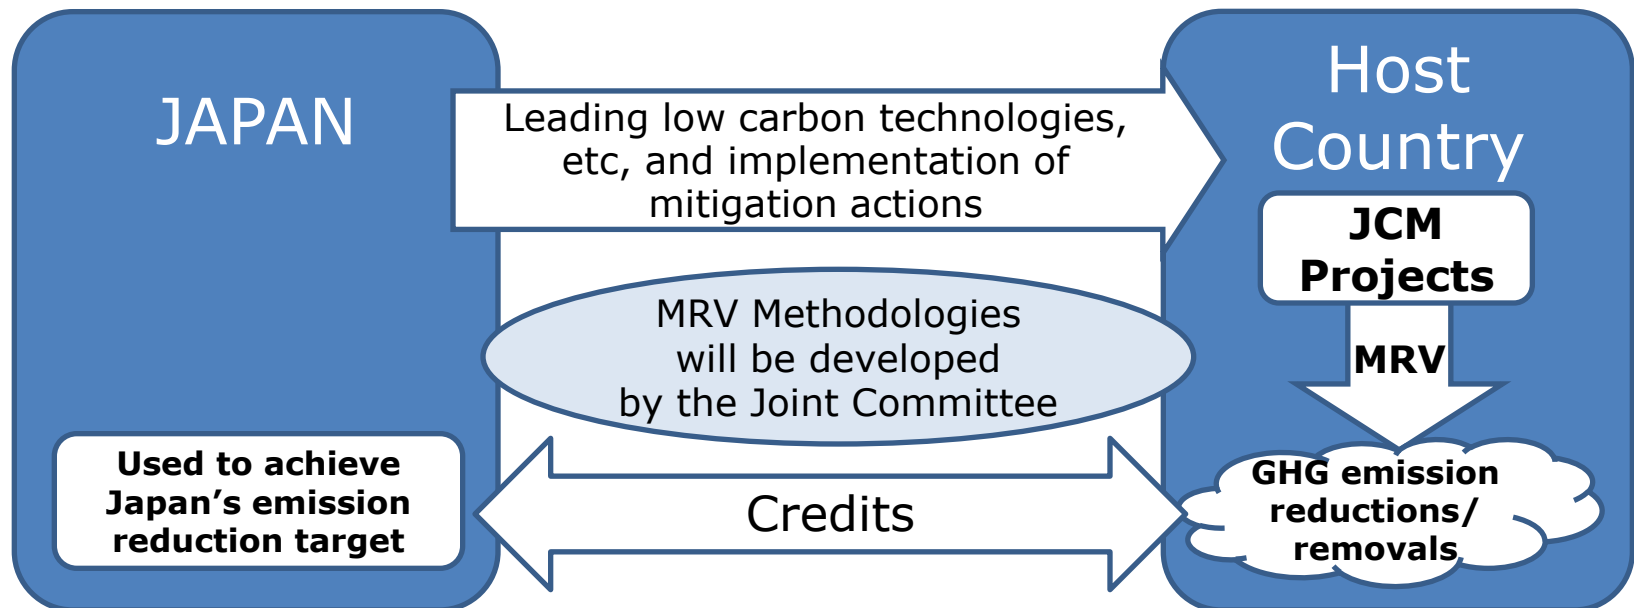 JAPAN
Leading low carbon technologies,
etc, and implementation of
mitigation actions
Host
Country
JCM
Projects
MRV Methodologies
will be developed
by the Joint Committee
MRV
Used to achieve
Japan’s emission
reduction target
Credits
GHG emission
reductions/
removals